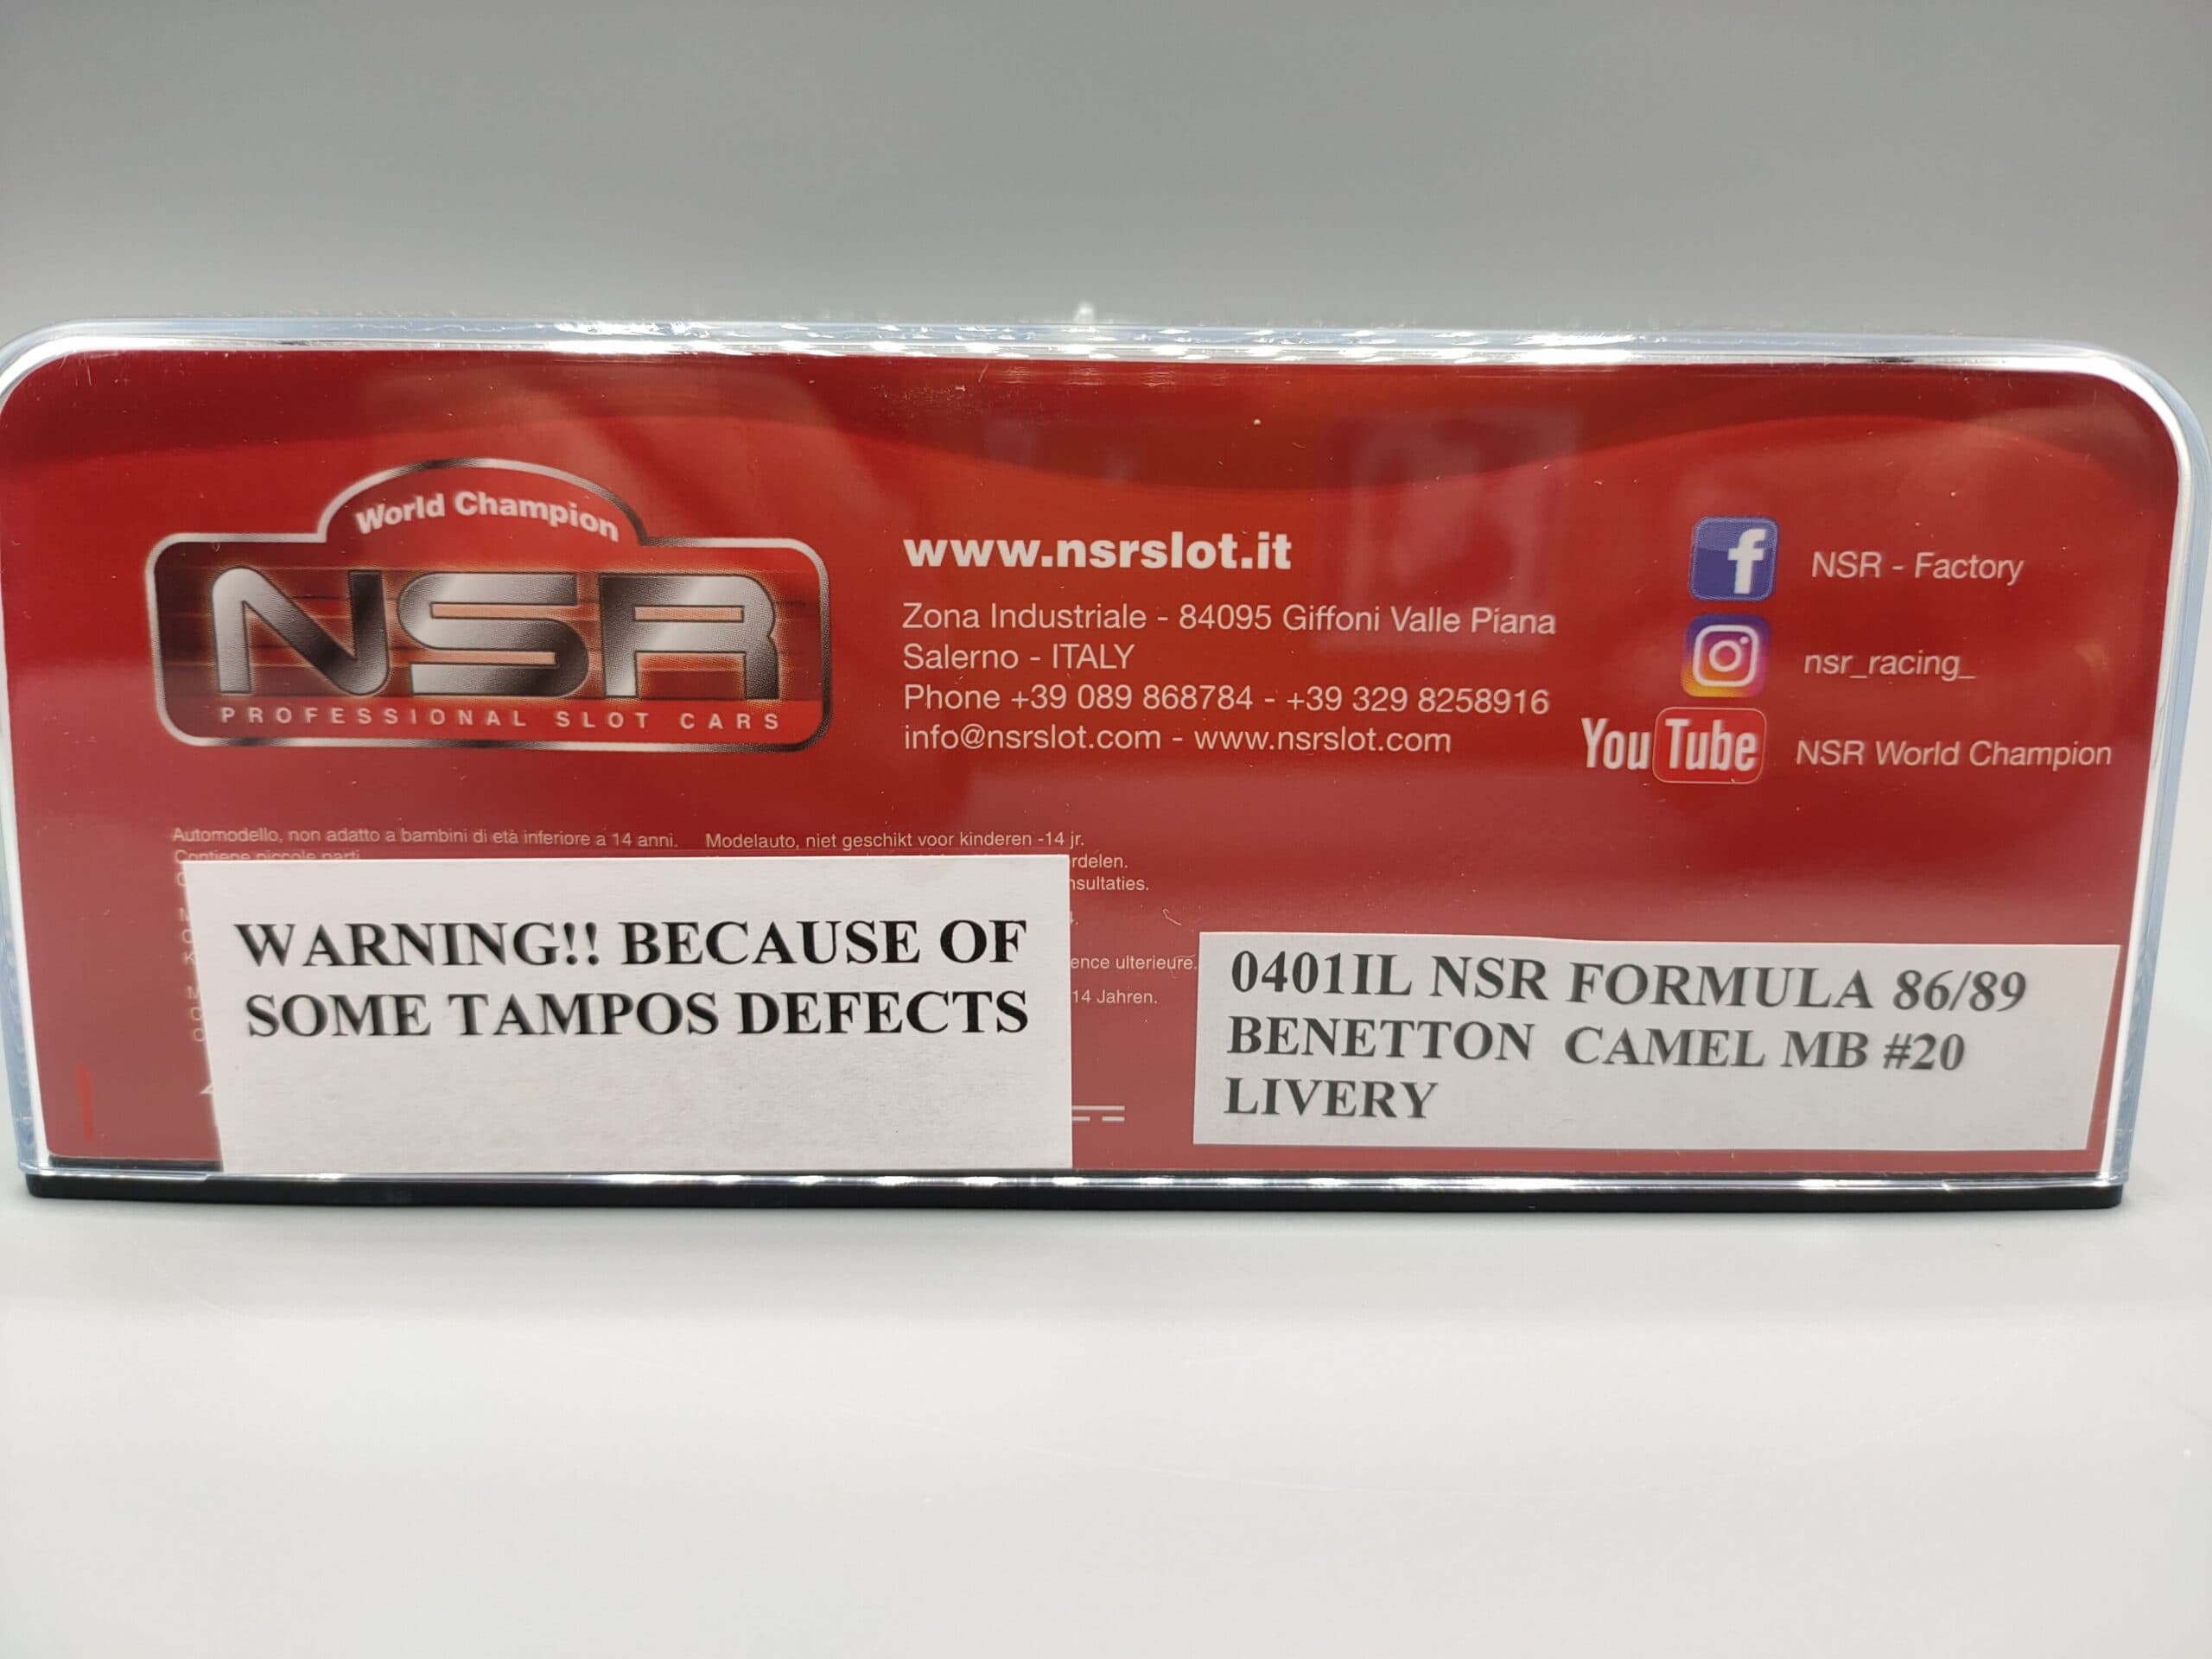 World Champion
NSR
PROFESSIONAL SLOT CARS
www.nsrslot.it
Zona Industriale - 84095 Giffoni Valle Piana
Salerno - ITALY
Phone +39 089 868784 - +39 329 8258916
info@nsrslot.com - www.nsrslot.com
f NSR - Factory
nsr_racing_
YouTube NSR World Champion
Automodello, non adatto a bambini di età inferiore a 14 anni.
Contiene piccole parti
Modelauto, niet geschikt voor kinderen -14 jr.
rdelen.
nsultaties.
ence ulterieure.
14 Jahren.
WARNING!! BECAUSE OF
SOME TAMPOS DEFECTS
0401IL NSR FORMULA 86/89
BENETTON CAMEL MB #20
LIVERY